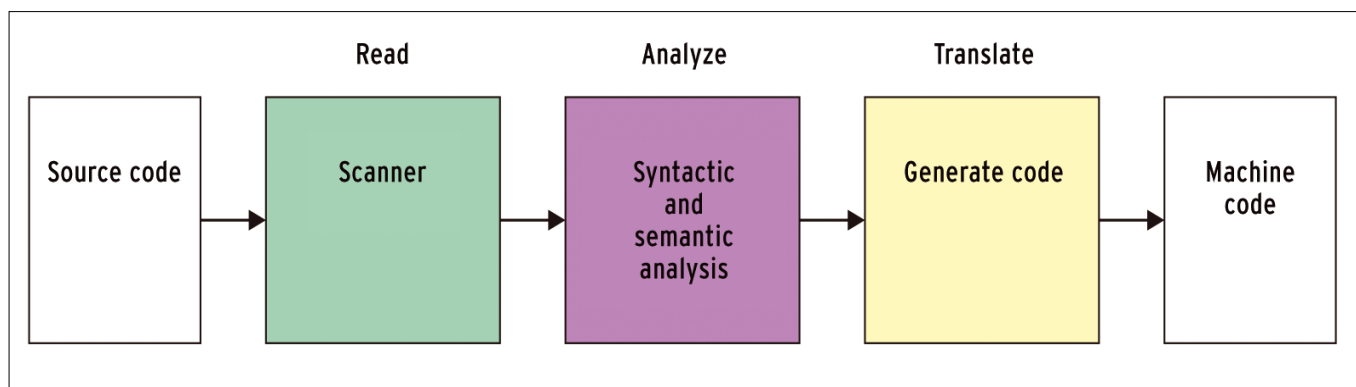 Read
Analyze
Translate
Source code
Scanner
Syntactic
and
semantic
analysis
Generate code
Machine
code